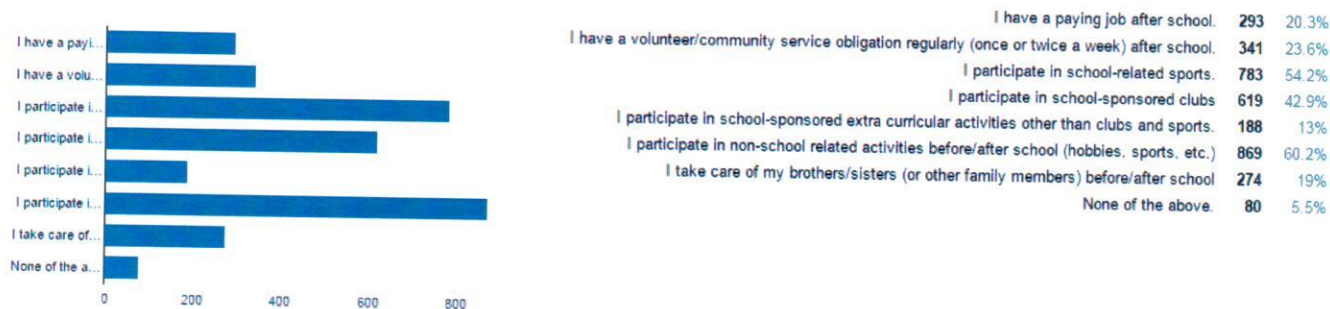 I have a payi...
I have a volu...
I participate i...
I participate i...
I participate i...
I participate i...
I take care of...
None of the a...
0 200 400 600 800
I have a paying job after school. 293 20.3%
I have a volunteer/community service obligation regularly (once or twice a week) after school. 341 23.6%
I participate in school-related sports. 783 54.2%
I participate in school-sponsored clubs 619 42.9%
I participate in school-sponsored extra curricular activities other than clubs and sports. 188 13%
I participate in non-school related activities before/after school (hobbies, sports, etc.) 869 60.2%
I take care of my brothers/sisters (or other family members) before/after school 274 19%
None of the above. 80 5.5%